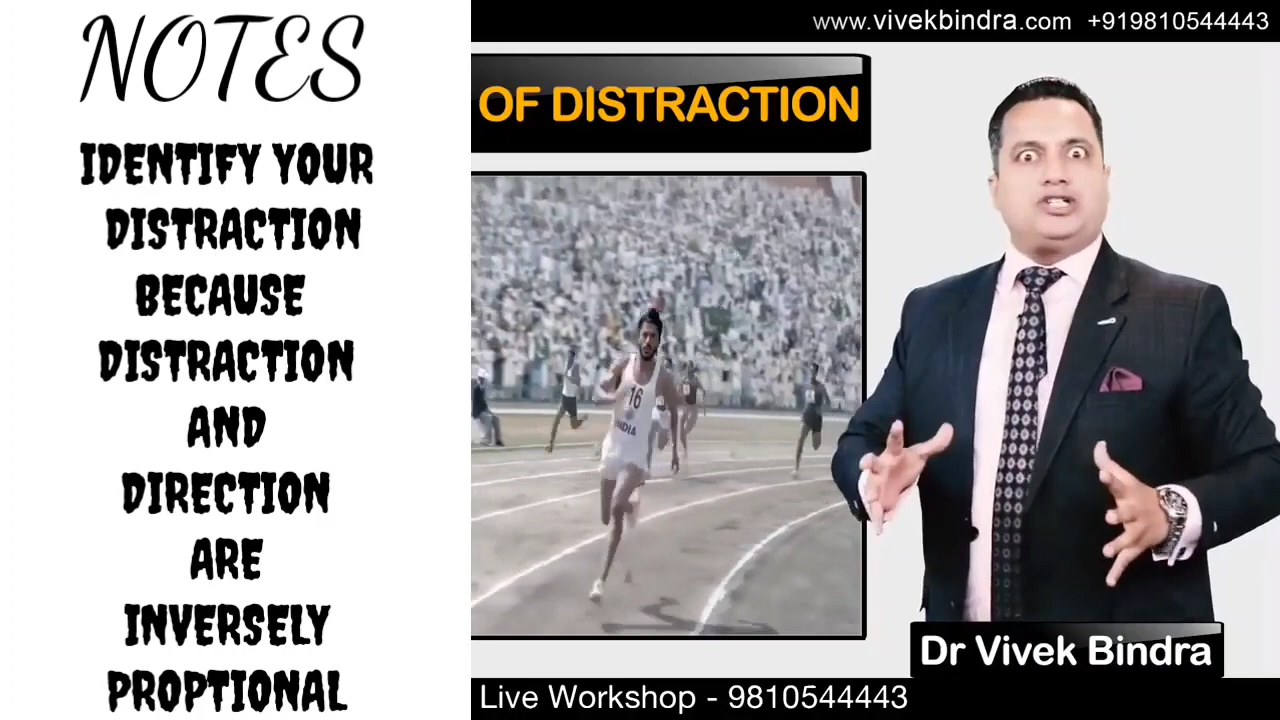 NOTES
IDENTIFY YOUR
DISTRACTION
BECAUSE
DISTRACTION
AND
DIRECTION
ARE
INVERSELY
PROPTIONAL
www.vivekbindra.com +919810544443
OF DISTRACTION
16
INDIA
Dr Vivek Bindra
Live Workshop - 9810544443